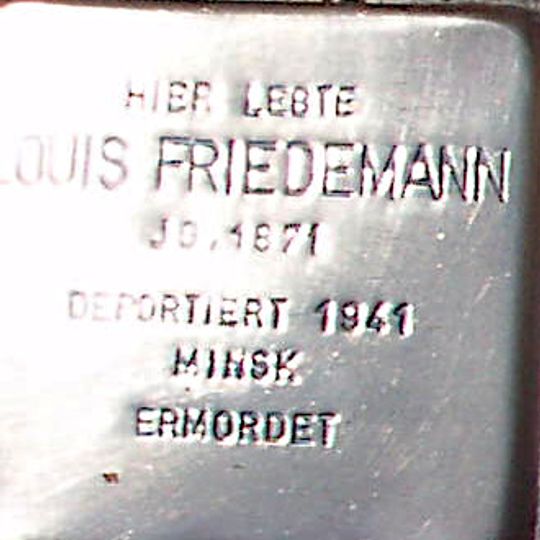 HIER LEBTE
LOUIS FRIEDEMANN
JG.1871
DEPORTIERT 1941
MINSK
ERMORDET